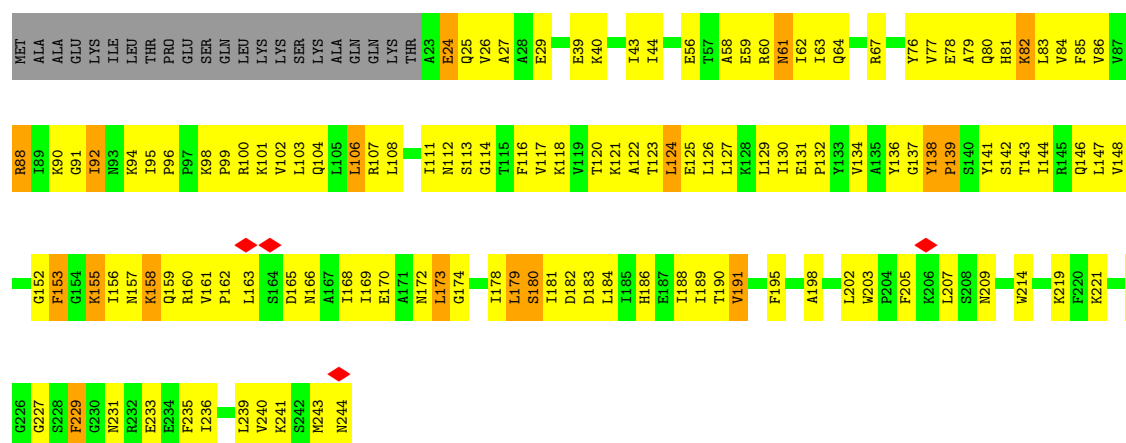 MET ALA ALA GLU LYS ILE LEU THR PRO GLU SER GLN LEU LYS LYS SER LYS ALA GLN GLN LYS THR A23 E24 Q25 V26 A27 A28 E29 E39 K40 I43 I44 E56 T57 A58 E59 R60 N61 I62 I63 Q64 R67 Y76 V77 E78 A79 Q80 H81 K82 L83 V84 F85 V86 V87
R88 I89 K90 G91 I92 N93 K94 I95 P96 P97 K98 P99 R100 K101 V102 L103 Q104 L105 L106 R107 L108 I111 N112 S113 G114 T115 F116 V117 K118 V119 T120 K121 A122 T123 L124 E125 L126 L127 K128 L129 I130 E131 P132 Y133 V134 A135 Y136 G137 Y138 P139 S140 Y141 S142 T143 I144 R145 Q146 L147 V148
G152 F153 G154 K155 I156 N157 K158 Q159 R160 V161 P162 L163 S164 D165 N166 A167 I168 I169 E170 A171 N172 L173 G174 I178 L179 S180 I181 D182 D183 L184 I185 H186 E187 I188 I189 T190 V191 F195 A198 L202 W203 P204 F205 K206 L207 S208 N209 W214 K219 F220 K221
G226 G227 S228 F229 G230 N231 R232 E233 E234 F235 I236 L239 V240 K241 S242 M243 N244